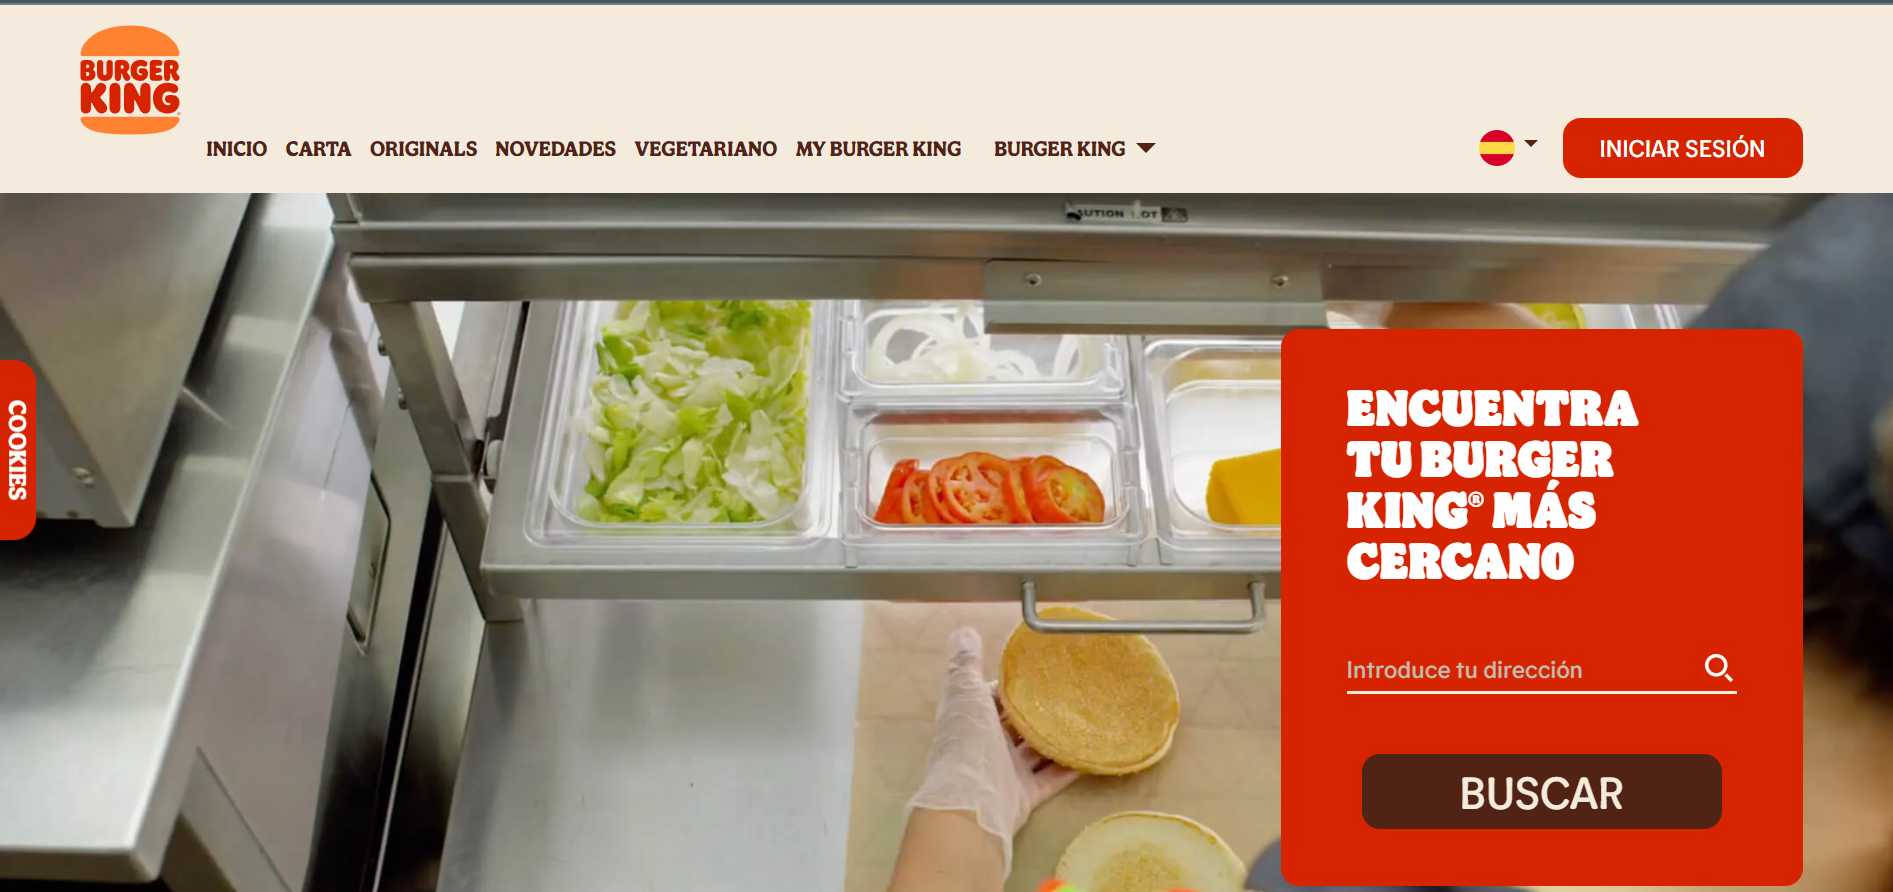 BURGER
KING
INICIO CARTA ORIGINALS NOVEDADES VEGETARIANO MY BURGER KING BURGER KING
INICIAR SESIÓN
COOKIES
ENCUENTRA
TU BURGER
KING® MÁS
CERCANO
Introduce tu dirección
BUSCAR